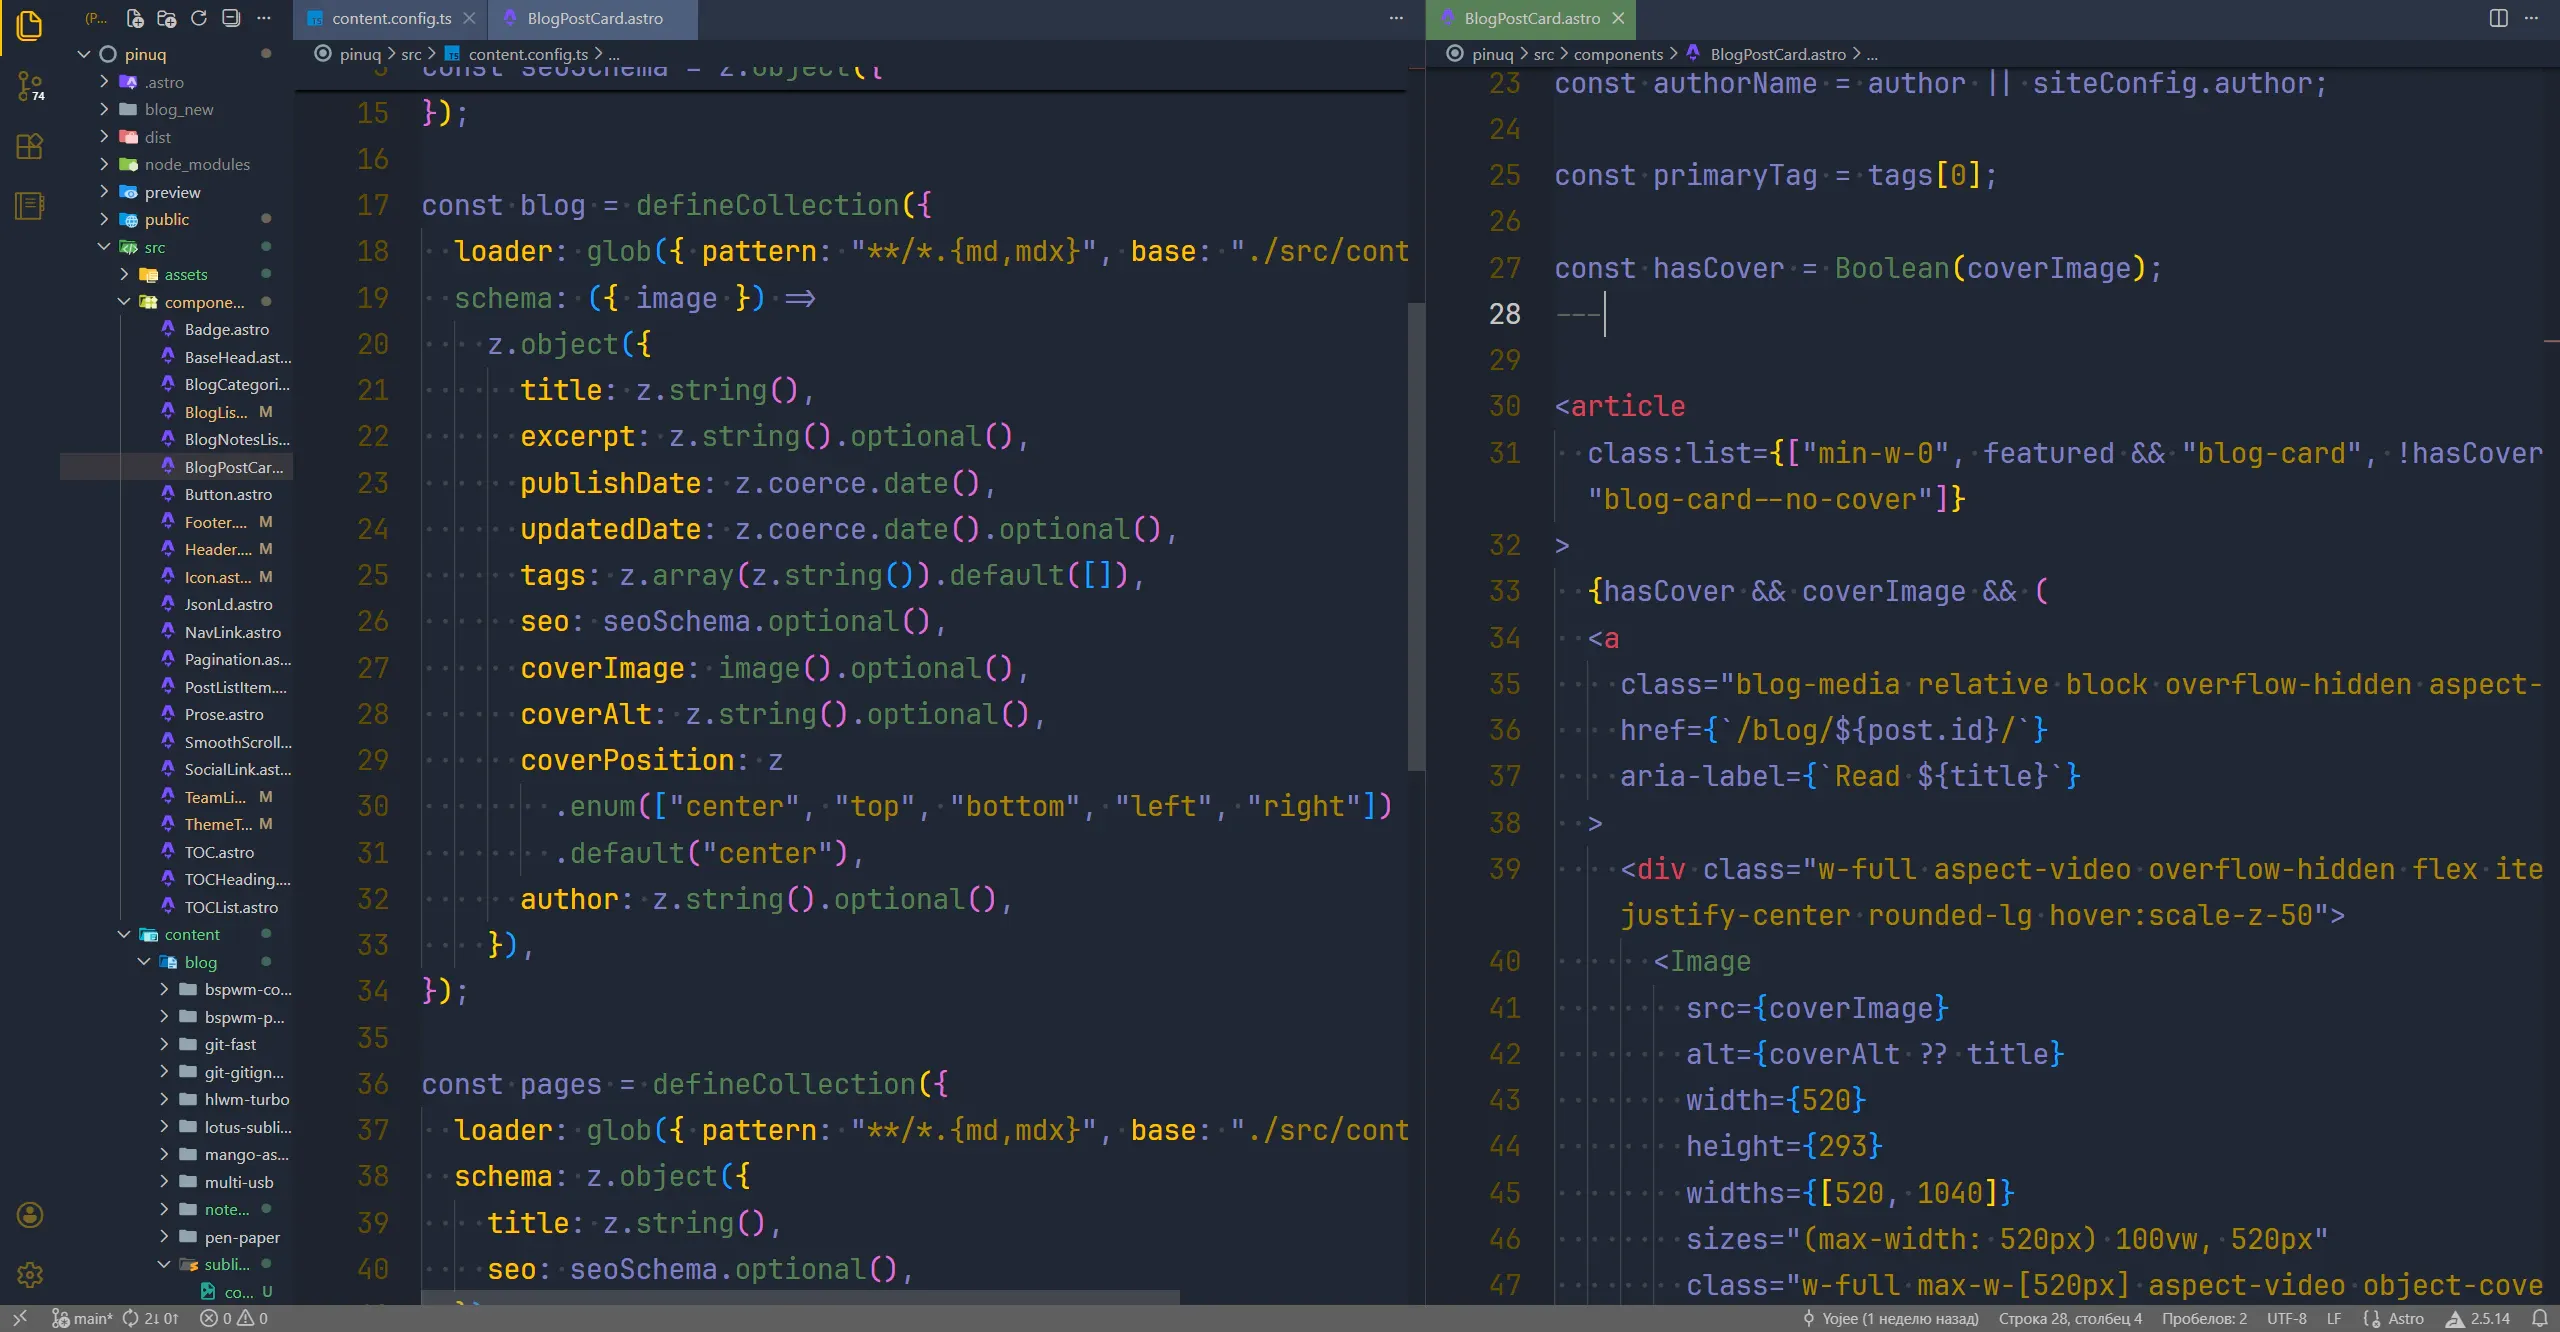 (P...
pinuq
.astro
blog_new
dist
node_modules
preview
public
src
assets
compone...
Badge.astro
BaseHead.ast...
BlogCategori...
BlogLis... M
BlogNotesLis...
BlogPostCar...
Button.astro
Footer.... M
Header.... M
Icon.ast... M
JsonLd.astro
NavLink.astro
Pagination.as...
PostListItem....
Prose.astro
SmoothScroll...
SocialLink.ast...
TeamLi... M
ThemeT... M
TOC.astro
TOCHeading....
TOCList.astro
content
blog
bspwm-co...
bspwm-p...
git-fast
git-gitign...
hlwm-turbo
lotus-subli...
mango-as...
multi-usb
note...
pen-paper
subli...
co... U
74
content.config.ts
BlogPostCard.astro
pinuq > src > content.config.ts > ...
const seoSchema = z.object({
15 });
16
17 const blog = defineCollection({
18 loader: glob({ pattern: "**/*.{md,mdx}", base: "./src/cont
19 schema: ({ image }) =>
20 z.object({
21 title: z.string(),
22 excerpt: z.string().optional(),
23 publishDate: z.coerce.date(),
24 updatedDate: z.coerce.date().optional(),
25 tags: z.array(z.string()).default([]),
26 seo: seoSchema.optional(),
27 coverImage: image().optional(),
28 coverAlt: z.string().optional(),
29 coverPosition: z
30 .enum(["center", "top", "bottom", "left", "right"])
31 .default("center"),
32 author: z.string().optional(),
33 }),
34 });
35
36 const pages = defineCollection({
37 loader: glob({ pattern: "**/*.{md,mdx}", base: "./src/cont
38 schema: z.object({
39 title: z.string(),
40 seo: seoSchema.optional(),
BlogPostCard.astro
pinuq > src > components > BlogPostCard.astro > ...
23 const authorName = author || siteConfig.author;
24
25 const primaryTag = tags[0];
26
27 const hasCover = Boolean(coverImage);
28 ---
29
30 <article
31 class:list={["min-w-0", featured && "blog-card", !hasCover
"blog-card--no-cover"]}
32 >
33 {hasCover && coverImage && (
34 <a
35 class="blog-media relative block overflow-hidden aspect-
36 href={`/blog/${post.id}/`}
37 aria-label={`Read ${title}`}
38 >
39 <div class="w-full aspect-video overflow-hidden flex ite
justify-center rounded-lg hover:scale-z-50">
40 <Image
41 src={coverImage}
42 alt={coverAlt ?? title}
43 width={520}
44 height={293}
45 widths={[520, 1040]}
46 sizes="(max-width: 520px) 100vw, 520px"
47 class="w-full max-w-[520px] aspect-video object-cove
main* 2↓ 0↑ 0 0
Yojee (1 неделю назад) Строка 28, столбец 4 Пробелов: 2 UTF-8 LF Astro 2.5.14